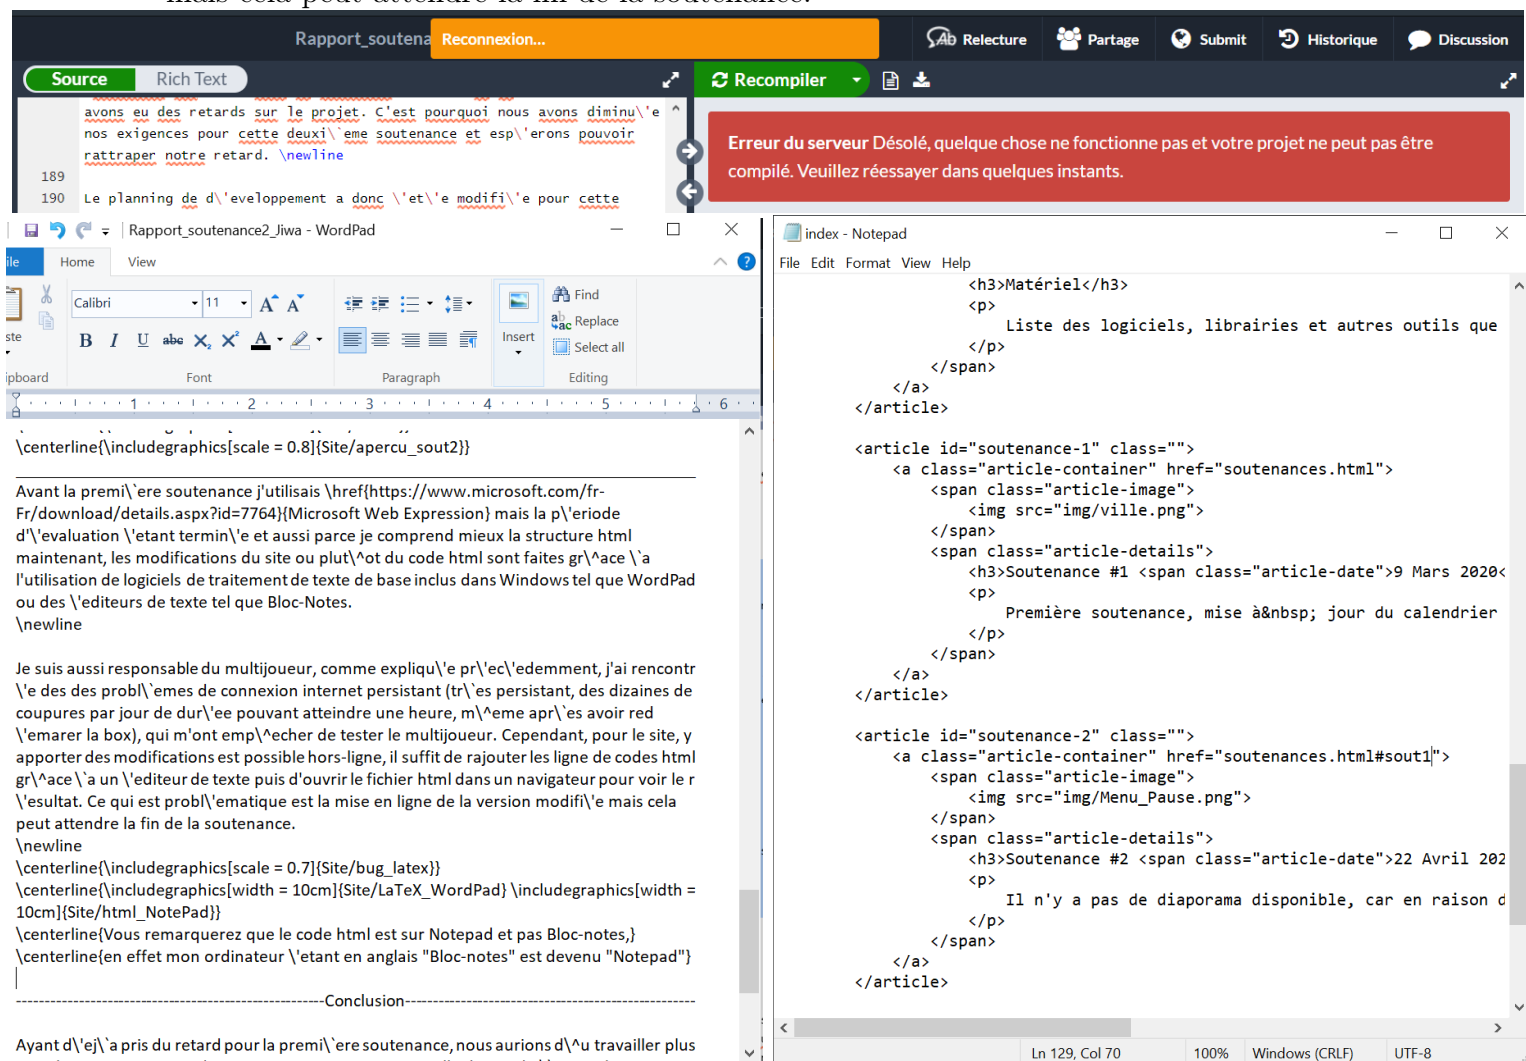 mais cela peut attendre la fin de la soutenance.
Rapport_soutena
Reconnexion...
Relecture
Partage
Submit
Historique
Discussion
Source
Rich Text
Recompiler
avons eu des retards sur le projet. C'est pourquoi nous avons diminu\'e
nos exigences pour cette deuxi\`eme soutenance et esp\'erons pouvoir
rattraper notre retard. \newline
189
190 Le planning de d\'eveloppement a donc \'et\'e modifi\'e pour cette
Erreur du serveur Désolé, quelque chose ne fonctionne pas et votre projet ne peut pas être
compilé. Veuillez réessayer dans quelques instants.
Rapport_soutenance2_Jiwa - WordPad
Home
View
Calibri
11
Find
Replace
Select all
Insert
Font
Paragraph
Editing
1 2 3 4 5 6
\centerline{\includegraphics[scale = 0.8]{Site/apercu_sout2}}
Avant la premi\`ere soutenance j'utilisais \href{https://www.microsoft.com/fr-
Fr/download/details.aspx?id=7764}{Microsoft Web Expression} mais la p\'eriode
d'\'evaluation \'etant termin\'e et aussi parce je comprend mieux la structure html
maintenant, les modifications du site ou plut\^ot du code html sont faites gr\^ace \`a
l'utilisation de logiciels de traitement de texte de base inclus dans Windows tel que WordPad
ou des \'editeurs de texte tel que Bloc-Notes.
\newline
Je suis aussi responsable du multijoueur, comme expliqu\'e pr\'ec\'edemment, j'ai rencontr
\'e des des probl\`emes de connexion internet persistant (tr\`es persistant, des dizaines de
coupures par jour de dur\'ee pouvant atteindre une heure, m\^eme apr\`es avoir red
\'emarer la box), qui m'ont emp\^echer de tester le multijoueur. Cependant, pour le site, y
apporter des modifications est possible hors-ligne, il suffit de rajouter les ligne de codes html
gr\^ace \`a un \'editeur de texte puis d'ouvrir le fichier html dans un navigateur pour voir le r
\'esultat. Ce qui est probl\'ematique est la mise en ligne de la version modifi\'e mais cela
peut attendre la fin de la soutenance.
\newline
\centerline{\includegraphics[scale = 0.7]{Site/bug_latex}}
\centerline{\includegraphics[width = 10cm]{Site/LaTeX_WordPad} \includegraphics[width =
10cm]{Site/html_NotePad}}
\centerline{Vous remarquerez que le code html est sur Notepad et pas Bloc-notes,}
\centerline{en effet mon ordinateur \'etant en anglais "Bloc-notes" est devenu "Notepad"}
-------------------------------------------------------Conclusion----------------------------------------------------
Ayant d\'ej\`a pris du retard pour la premi\`ere soutenance, nous aurions d\^u travailler plus
index - Notepad
File Edit Format View Help
<h3>Matériel</h3>
<p>
Liste des logiciels, librairies et autres outils que
</p>
</span>
</a>
</article>
<article id="soutenance-1" class="">
<a class="article-container" href="soutenances.html">
<span class="article-image">
<img src="img/ville.png">
</span>
<span class="article-details">
<h3>Soutenance #1 <span class="article-date">9 Mars 2020<
<p>
Première soutenance, mise à&nbsp; jour du calendrier
</p>
</span>
</a>
</article>
<article id="soutenance-2" class="">
<a class="article-container" href="soutenances.html#sout1">
<span class="article-image">
<img src="img/Menu_Pause.png">
</span>
<span class="article-details">
<h3>Soutenance #2 <span class="article-date">22 Avril 202
<p>
Il n'y a pas de diaporama disponible, car en raison d
</p>
</span>
</a>
</article>
Ln 129, Col 70
100%
Windows (CRLF)
UTF-8